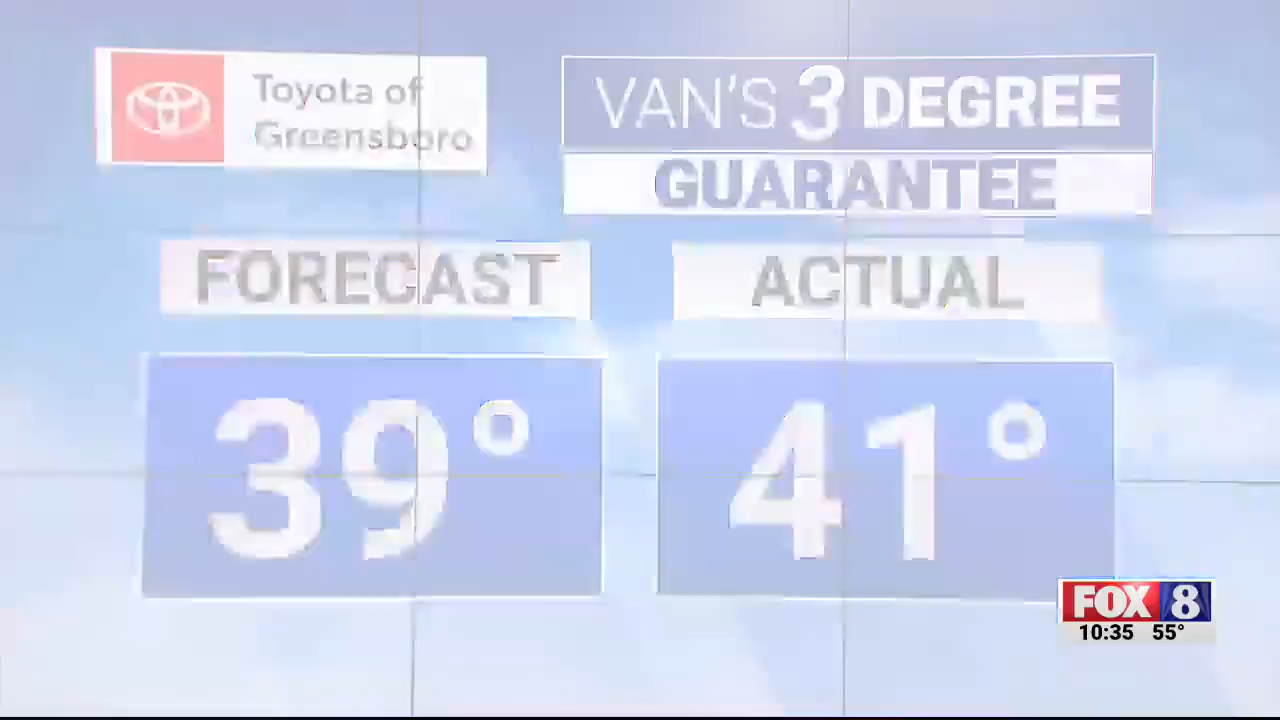 Toyota of
Greensboro
VAN'S 3 DEGREE
GUARANTEE
FORECAST
ACTUAL
39°
41°
FOX 8
10:35 55°